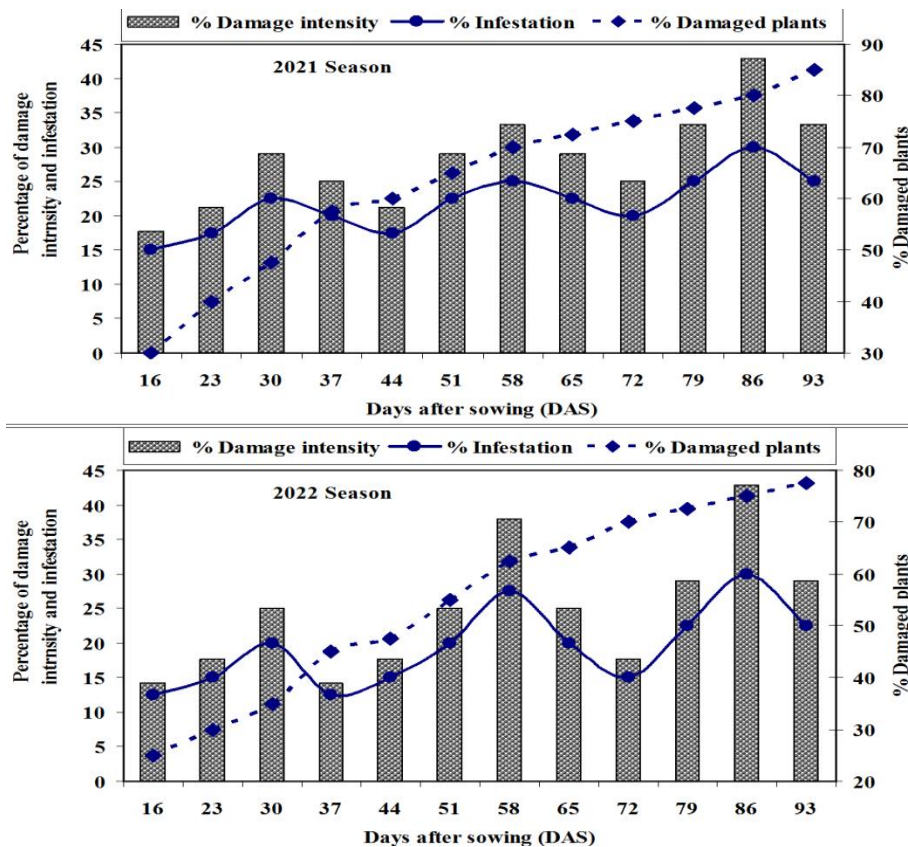 % Damage intensity % Infestation % Damaged plants
2021 Season
Percentage of damage
intrnsity and infestation
45
40
35
30
25
20
15
10
5
0
90
80
70
60
50
40
30
% Damaged plants
16 23 30 37 44 51 58 65 72 79 86 93
Days after sowing (DAS)
% Damage intensity % Infestation % Damaged plants
2022 Season
Percentage of damage
intrnsity and infestation
45
40
35
30
25
20
15
10
5
0
80
70
60
50
40
30
20
% Damaged plants
16 23 30 37 44 51 58 65 72 79 86 93
Days after sowing (DAS)